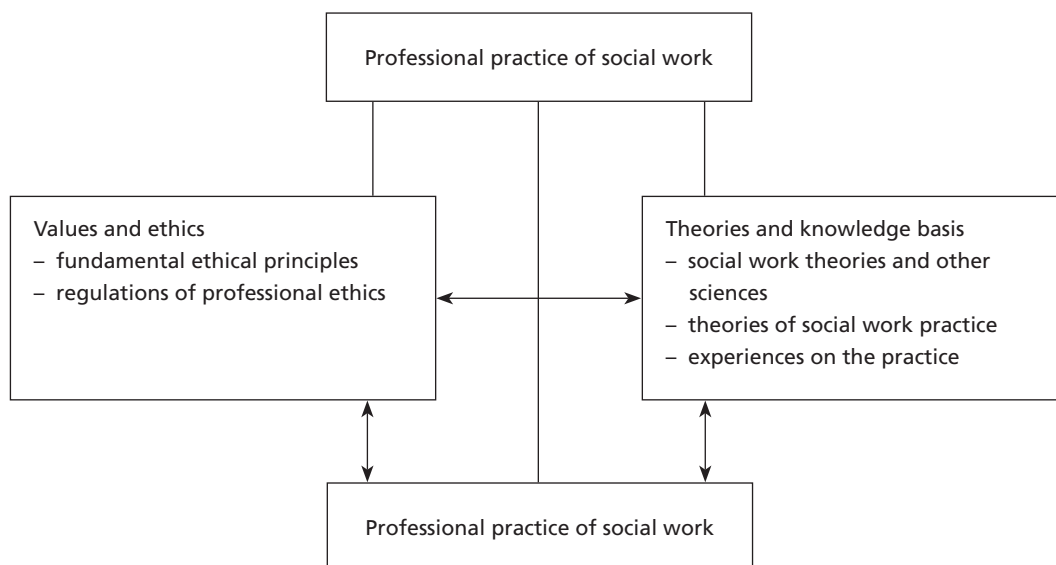 Professional practice of social work
Values and ethics
– fundamental ethical principles
– regulations of professional ethics
Theories and knowledge basis
– social work theories and other
sciences
– theories of social work practice
– experiences on the practice
Professional practice of social work